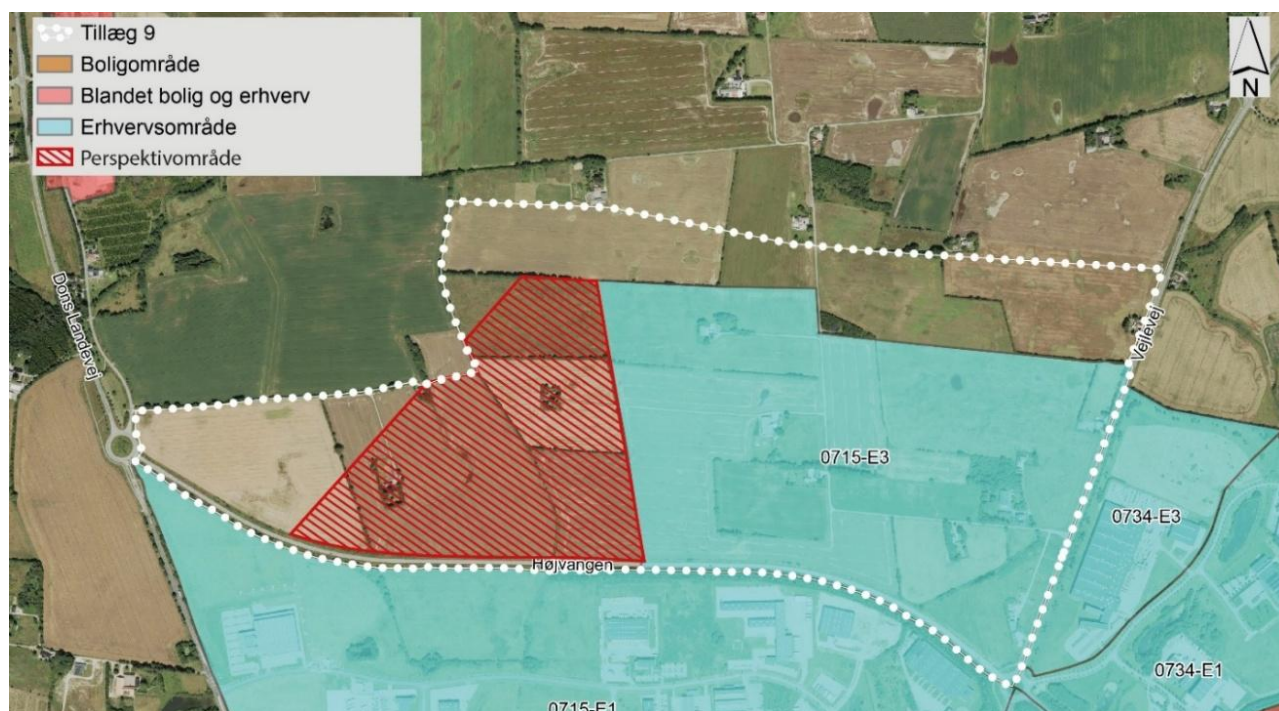 Tillæg 9
Boligområde
Blandet bolig og erhverv
Erhvervsområde
Perspektivområde
N
Dons Landevej
Vejlevej
0715-E3
0734-E3
Højvangen
0734-E1
0715-E1